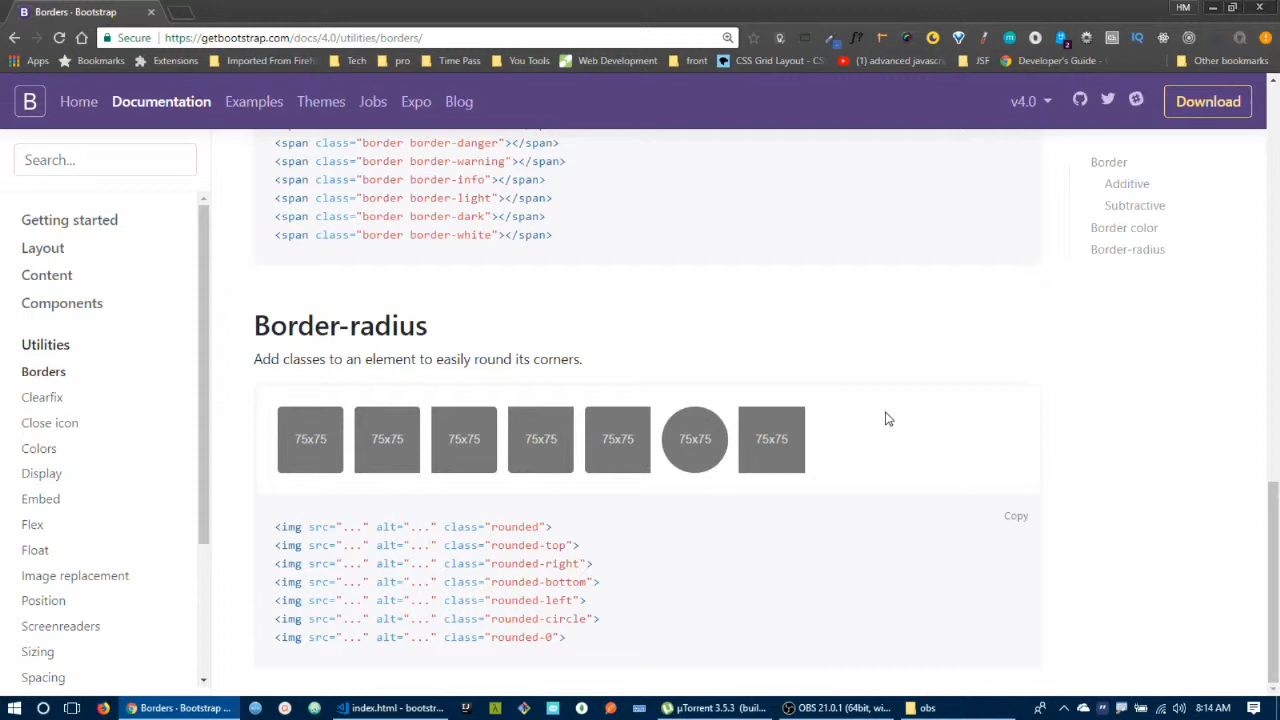 Borders · Bootstrap
HM
Secure
https://getbootstrap.com/docs/4.0/utilities/borders/
Apps
Bookmarks
Extensions
Imported From Firef
Tech
pro
Time Pass
You Tools
Web Development
front
CSS Grid Layout - CS
(1) advanced javascr
JSF
Developer's Guide -
Other bookmarks
B
Home
Documentation
Examples
Themes
Jobs
Expo
Blog
v4.0
Download
Search...
Getting started
Layout
Content
Components
Utilities
Borders
Clearfix
Close icon
Colors
Display
Embed
Flex
Float
Image replacement
Position
Screenreaders
Sizing
Spacing
<span class="border border-danger"></span>
<span class="border border-warning"></span>
<span class="border border-info"></span>
<span class="border border-light"></span>
<span class="border border-dark"></span>
<span class="border border-white"></span>
Border-radius
Add classes to an element to easily round its corners.
75x75 75x75 75x75 75x75 75x75 75x75 75x75
Copy
<img src="..." alt="..." class="rounded">
<img src="..." alt="..." class="rounded-top">
<img src="..." alt="..." class="rounded-right">
<img src="..." alt="..." class="rounded-bottom">
<img src="..." alt="..." class="rounded-left">
<img src="..." alt="..." class="rounded-circle">
<img src="..." alt="..." class="rounded-0">
Border
Additive
Subtractive
Border color
Border-radius
Borders · Bootstrap ...
index.html - bootstr...
µTorrent 3.5.3 (buil...
OBS 21.0.1 (64bit, wi...
obs
8:14 AM